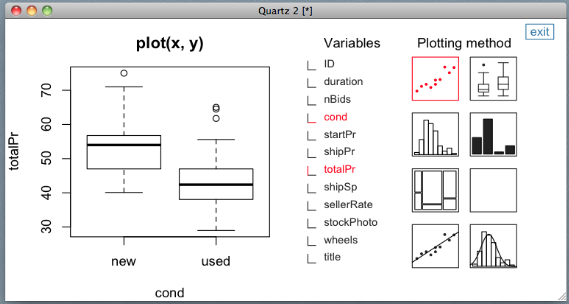 Quartz 2 [*]
exit
plot(x, y)
totalPr
70
60
50
40
30
new used
cond
Variables
ID
duration
nBids
cond
startPr
shipPr
totalPr
shipSp
sellerRate
stockPhoto
wheels
title
Plotting method